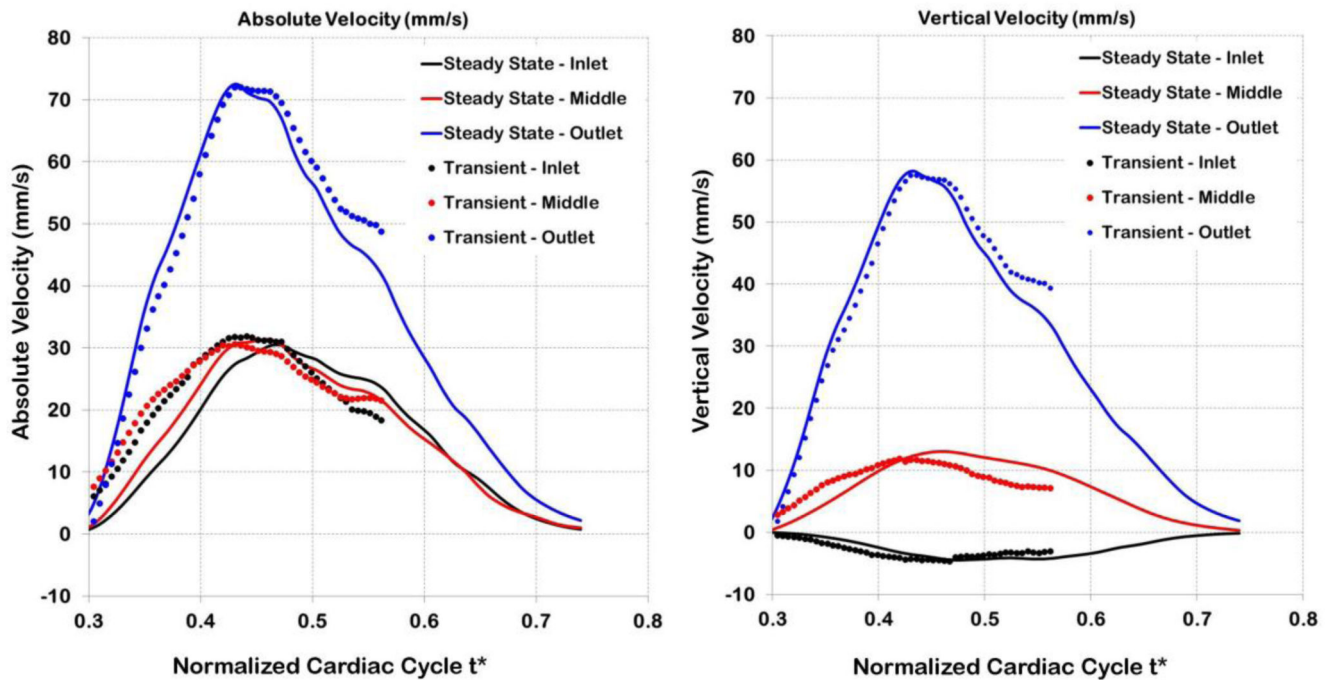 Absolute Velocity (mm/s)
80
70
60
50
40
30
20
10
0
-10
0.3
0.4
0.5
0.6
0.7
0.8
Absolute Velocity (mm/s)
Normalized Cardiac Cycle t*
Steady State - Inlet
Steady State - Middle
Steady State - Outlet
Transient - Inlet
Transient - Middle
Transient - Outlet
Vertical Velocity (mm/s)
80
70
60
50
40
30
20
10
0
-10
0.3
0.4
0.5
0.6
0.7
0.8
Vertical Velocity (mm/s)
Normalized Cardiac Cycle t*
Steady State - Inlet
Steady State - Middle
Steady State - Outlet
Transient - Inlet
Transient - Middle
Transient - Outlet